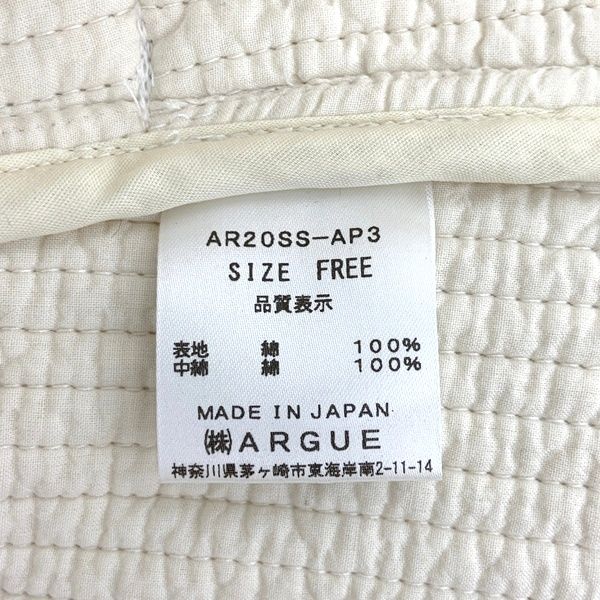 AR20SS-AP3
SIZE FREE
品質表示
表地 綿 100%
中綿 綿 100%
MADE IN JAPAN
㈱ARGUE
神奈川県茅ヶ崎市東海岸南2-11-14